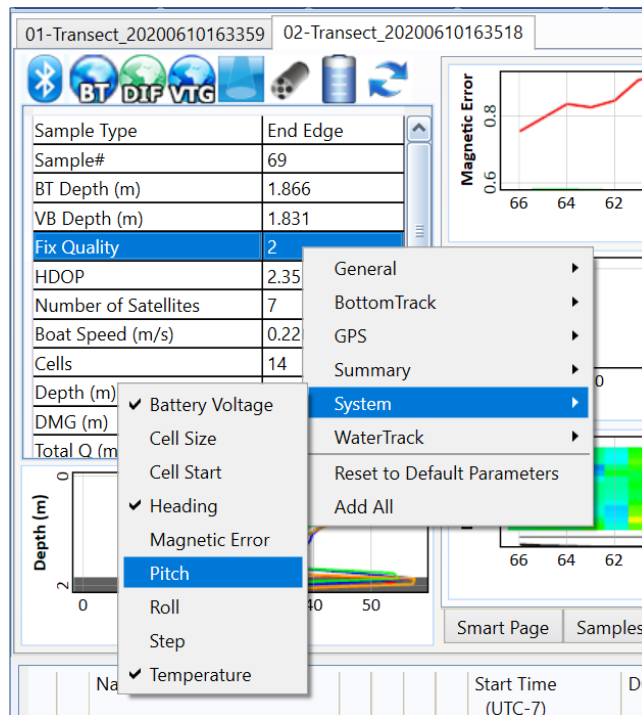 01-Transect_20200610163359
02-Transect_20200610163518
BT
DIF
VTG
Sample Type End Edge
Sample# 69
BT Depth (m) 1.866
VB Depth (m) 1.831
Fix Quality 2
HDOP 2.35
Number of Satellites 7
Boat Speed (m/s) 0.22
Cells 14
Depth (m)
DMG (m)
Total Q (m
Magnetic Error
0.8
0.6
66 64 62
General
BottomTrack
GPS
Summary
System
WaterTrack
Reset to Default Parameters
Add All
Battery Voltage
Cell Size
Cell Start
Heading
Magnetic Error
Pitch
Roll
Step
Temperature
Depth (m)
0
2
0 40 50
0
66 64 62
Smart Page
Samples
Na
Start Time
(UTC-7)
D